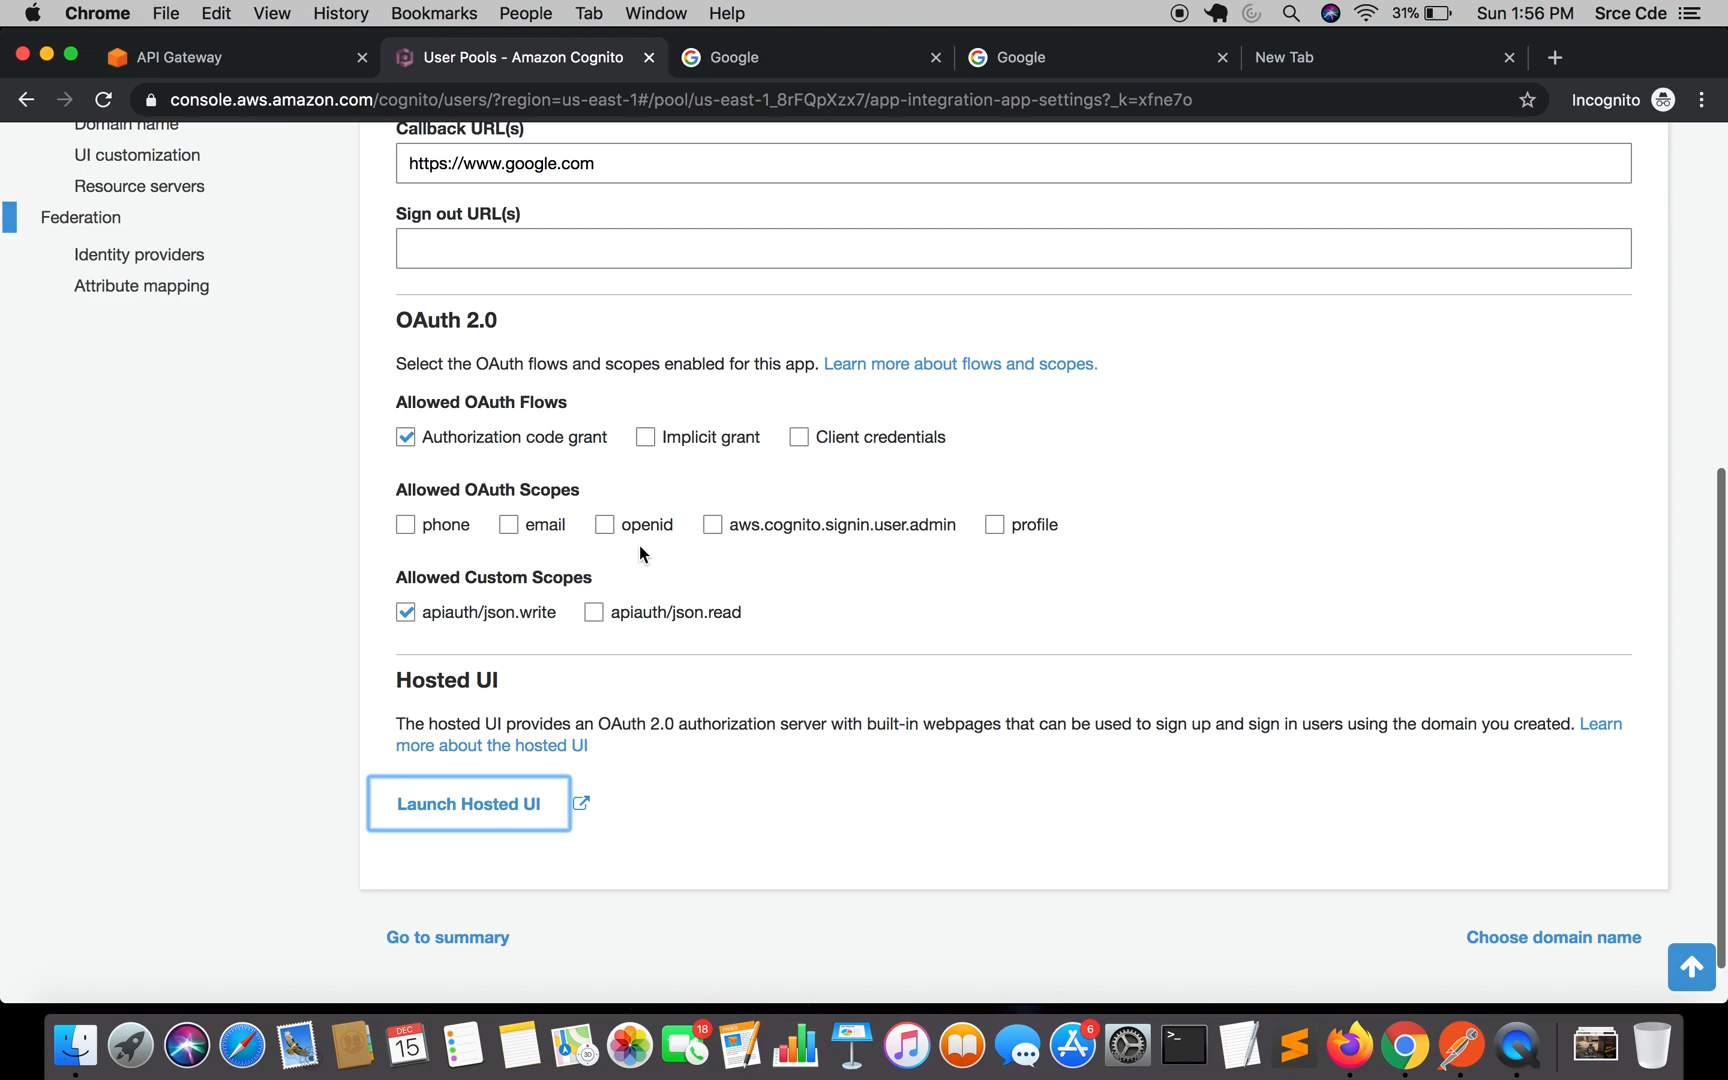 Chrome File Edit View History Bookmarks People Tab Window Help 31% Sun 1:56 PM Srce Cde
API Gateway User Pools - Amazon Cognito Google Google New Tab
console.aws.amazon.com/cognito/users/?region=us-east-1#/pool/us-east-1_8rFQpXzx7/app-integration-app-settings?_k=xfne7o Incognito
Domain name
UI customization
Resource servers
Federation
Identity providers
Attribute mapping
Callback URL(s)
https://www.google.com
Sign out URL(s)
OAuth 2.0
Select the OAuth flows and scopes enabled for this app. Learn more about flows and scopes.
Allowed OAuth Flows
Authorization code grant Implicit grant Client credentials
Allowed OAuth Scopes
phone email openid aws.cognito.signin.user.admin profile
Allowed Custom Scopes
apiauth/json.write apiauth/json.read
Hosted UI
The hosted UI provides an OAuth 2.0 authorization server with built-in webpages that can be used to sign up and sign in users using the domain you created. Learn
more about the hosted UI
Launch Hosted UI
Go to summary Choose domain name
DEC
15
30
18
6